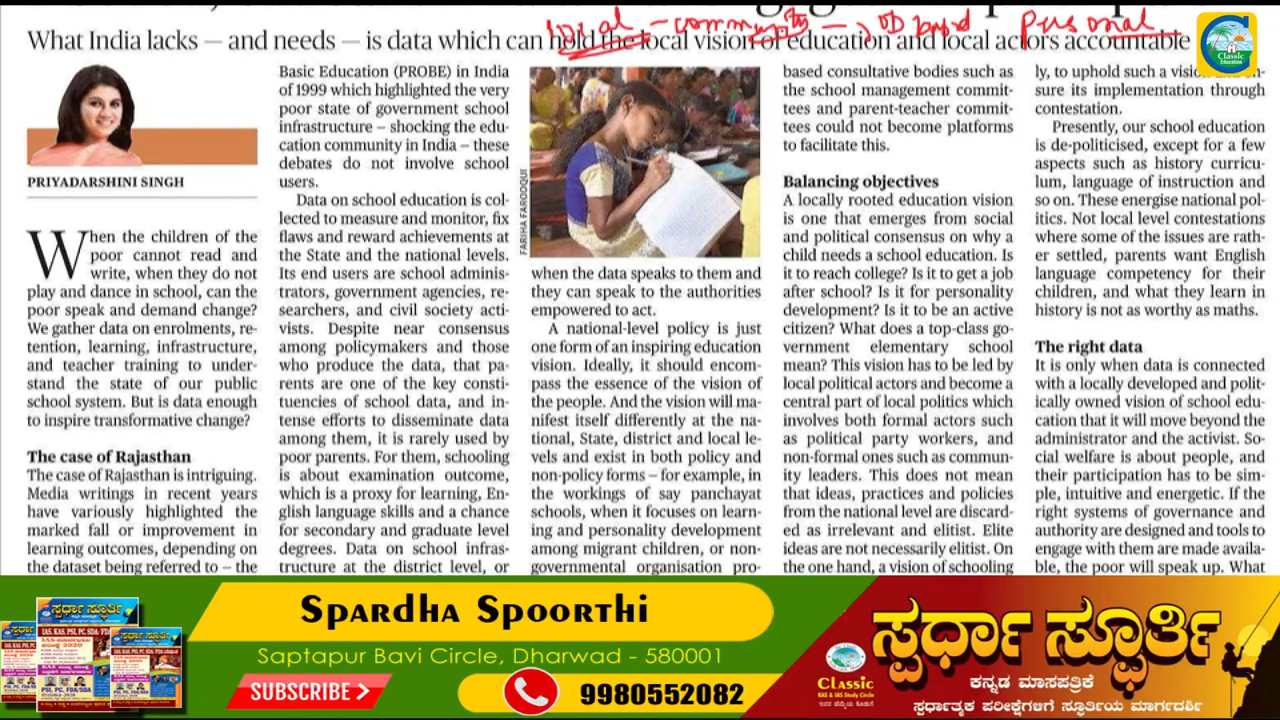 local - community - board personal
What India lacks — and needs — is data which can hold the local vision of education and local actors accountable
Classic
Education
PRIYADARSHINI SINGH
When the children of the
poor cannot read and
write, when they do not
play and dance in school, can the
poor speak and demand change?
We gather data on enrolments, re-
tention, learning, infrastructure,
and teacher training to under-
stand the state of our public
school system. But is data enough
to inspire transformative change?
The case of Rajasthan
The case of Rajasthan is intriguing.
Media writings in recent years
have variously highlighted the
marked fall or improvement in
learning outcomes, depending on
the dataset being referred to – the
Basic Education (PROBE) in India
of 1999 which highlighted the very
poor state of government school
infrastructure – shocking the edu-
cation community in India – these
debates do not involve school
users.
Data on school education is col-
lected to measure and monitor, fix
flaws and reward achievements at
the State and the national levels.
Its end users are school adminis-
trators, government agencies, re-
searchers, and civil society acti-
vists. Despite near consensus
among policymakers and those
who produce the data, that pa-
rents are one of the key consti-
tuencies of school data, and in-
tense efforts to disseminate data
among them, it is rarely used by
poor parents. For them, schooling
is about examination outcome,
which is a proxy for learning, En-
glish language skills and a chance
for secondary and graduate level
degrees. Data on school infras-
tructure at the district level, or
FARIHA FAROOQUI
when the data speaks to them and
they can speak to the authorities
empowered to act.
A national-level policy is just
one form of an inspiring education
vision. Ideally, it should encom-
pass the essence of the vision of
the people. And the vision will ma-
nifest itself differently at the na-
tional, State, district and local le-
vels and exist in both policy and
non-policy forms – for example, in
the workings of say panchayat
schools, when it focuses on learn-
ing and personality development
among migrant children, or non-
governmental organisation pro-
based consultative bodies such as
the school management commit-
tees and parent-teacher commit-
tees could not become platforms
to facilitate this.
Balancing objectives
A locally rooted education vision
is one that emerges from social
and political consensus on why a
child needs a school education. Is
it to reach college? Is it to get a job
after school? Is it for personality
development? Is it to be an active
citizen? What does a top-class go-
vernment elementary school
mean? This vision has to be led by
local political actors and become a
central part of local politics which
involves both formal actors such
as political party workers, and
non-formal ones such as commun-
ity leaders. This does not mean
that ideas, practices and policies
from the national level are discard-
ed as irrelevant and elitist. Elite
ideas are not necessarily elitist. On
the one hand, a vision of schooling
ly, to uphold such a vision
sure its implementation through
contestation.
Presently, our school education
is de-politicised, except for a few
aspects such as history curricu-
lum, language of instruction and
so on. These energise national pol-
itics. Not local level contestations
where some of the issues are rath-
er settled, parents want English
language competency for their
children, and what they learn in
history is not as worthy as maths.
The right data
It is only when data is connected
with a locally developed and polit-
ically owned vision of school edu-
cation that it will move beyond the
administrator and the activist. So-
cial welfare is about people, and
their participation has to be sim-
ple, intuitive and energetic. If the
right systems of governance and
authority are designed and tools to
engage with them are made availa-
ble, the poor will speak up. What
ಸ್ಪರ್ಧಾ ಸ್ಫೂರ್ತಿ
Spardha Spoorthi
Saptapur Bavi Circle, Dharwad - 580001
SUBSCRIBE
9980552082
Classic
KAS & IAS Study Circle
ಸ್ಪರ್ಧಾ ಸ್ಫೂರ್ತಿ
ಕನ್ನಡ ಮಾಸಪತ್ರಿಕೆ
ಸ್ಪರ್ಧಾತ್ಮಕ ಪರೀಕ್ಷೆಗಳಿಗೆ ಸ್ಫೂರ್ತಿಯ ಮಾರ್ಗದರ್ಶಿ